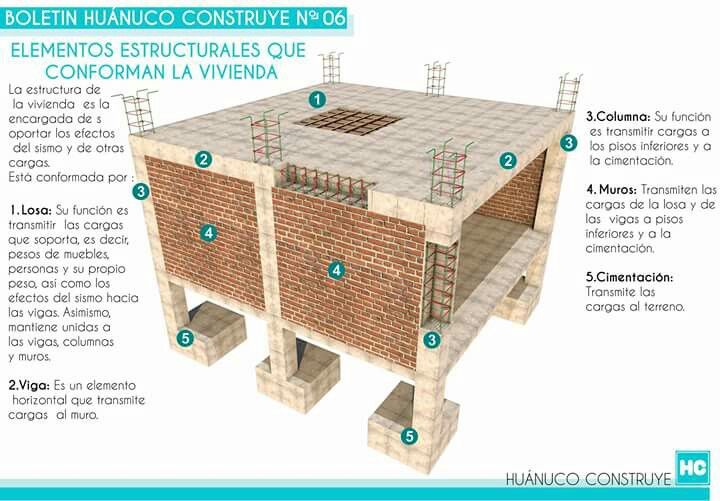 BOLETIN HUÁNUCO CONSTRUYE Nº 06
ELEMENTOS ESTRUCTURALES QUE
CONFORMAN LA VIVIENDA
La estructura de
la vivienda es la
encargada de s
oportar los efectos
del sismo y de otras
cargas.
Está conformada por :
1.Losa: Su función es
transmitir las cargas
que soporta, es decir,
pesos de muebles,
personas y su propio
peso, así como los
efectos del sismo hacia
las vigas. Asimismo,
mantiene unidas a
las vigas, columnas
y muros.
2.Viga: Es un elemento
horizontal que transmite
cargas al muro.
1
2
2
3
3
4
4
3
5
5
3.Columna: Su función
es transmitir cargas a
los pisos inferiores y a
la cimentación.
4. Muros: Transmiten las
cargas de la losa y de
las vigas a pisos
inferiores y a la
cimentación.
5.Cimentación:
Transmite las
cargas al terreno.
HUÁNUCO CONSTRUYE
HC